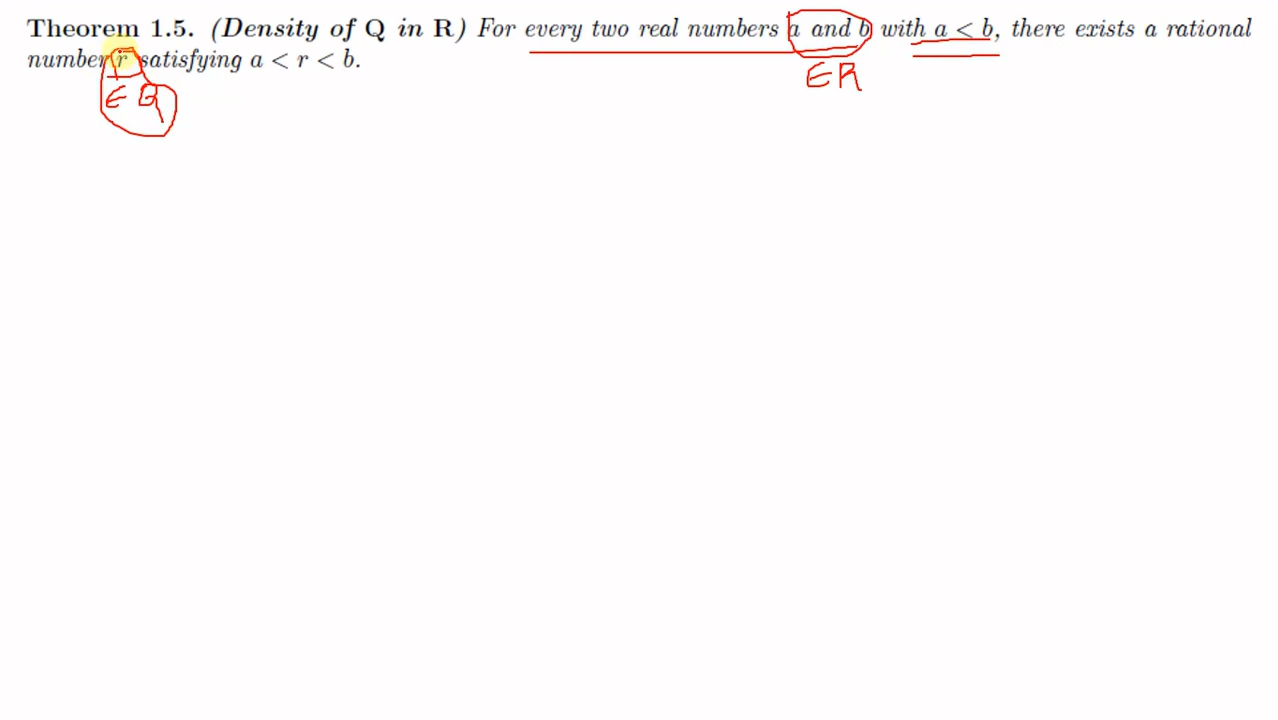 Theorem 1.5. (Density of Q in R) For every two real numbers a and b with a < b, there exists a rational
number r satisfying a < r < b.
∈ R
∈ Q